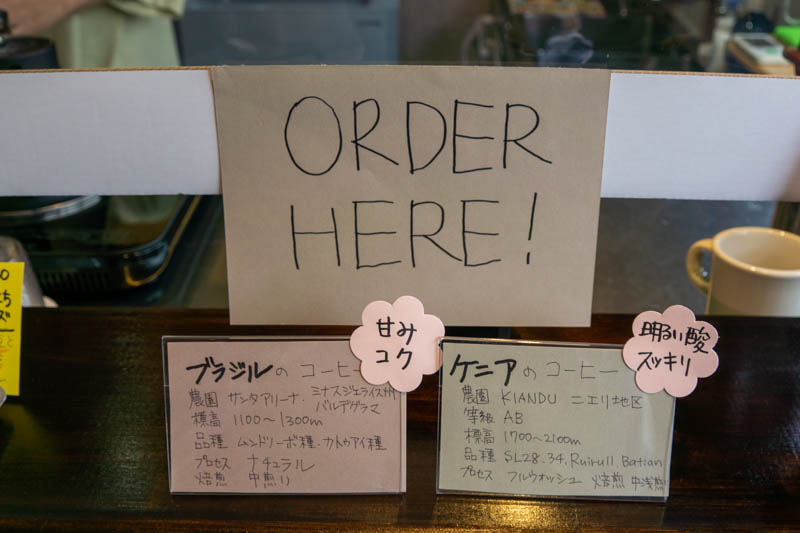 ORDER
HERE!
甘み
コク
ブラジルのコーヒー
農園 サンタアリーナ. ミナスジェライス州
バルデグラマ
標高 1100~1300m
品種 ムンドノーボ種・カトゥアイ種
プロセス ナチュラル
焙煎 中煎り
明るい酸
スッキリ
ケニアのコーヒー
農園 KIANDU ニエリ地区
等級 AB
標高 1700~2100m
品種 SL28.34.Ruiru11.Batian
プロセス フルウォッシュ 焙煎 中浅煎り